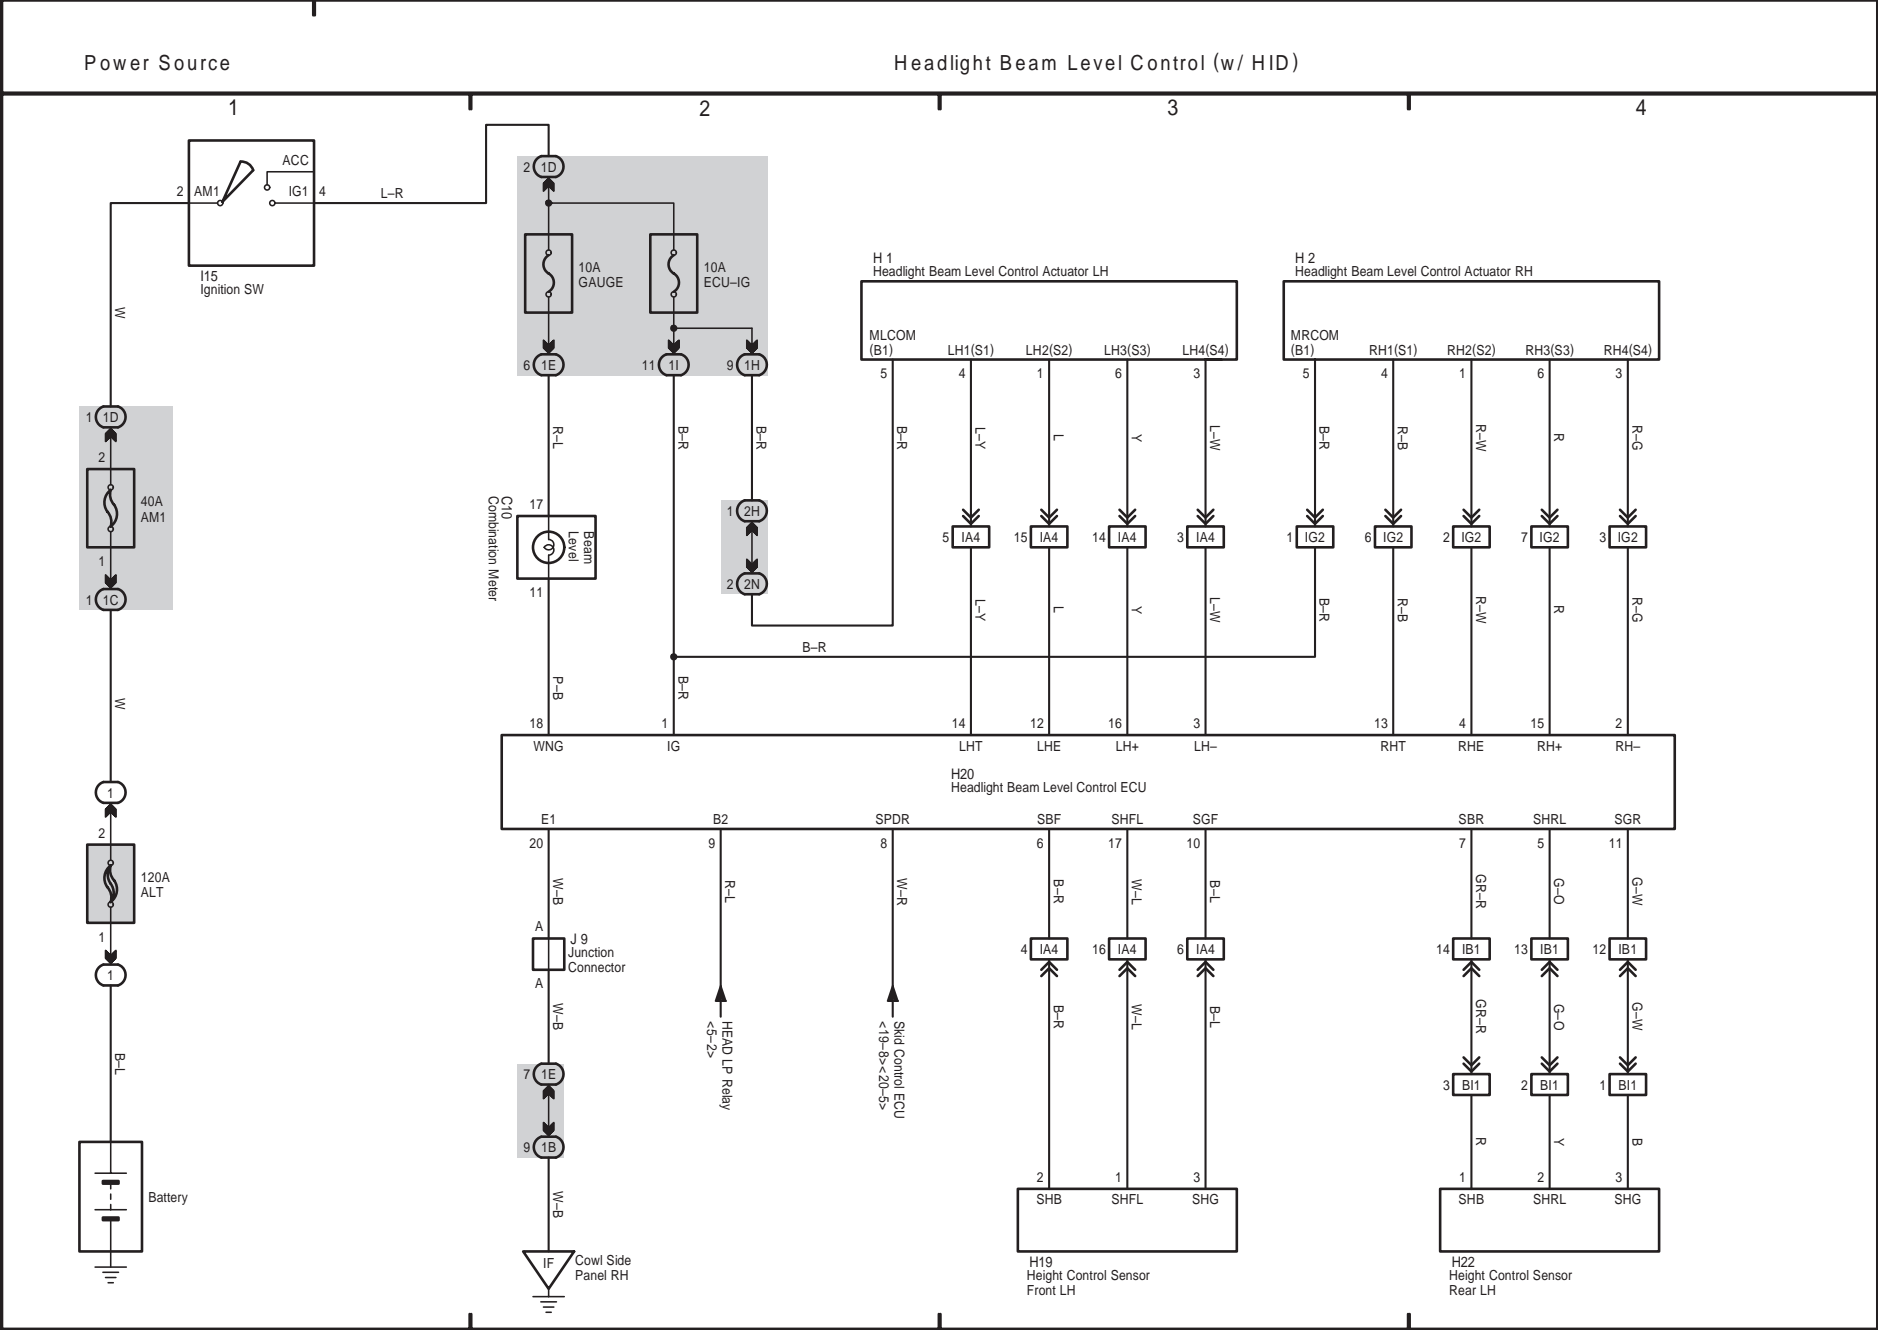 Power Source
Headlight Beam Level Control (w/ HID)
1
2
3
4
ACC
2
AM1
IG1
4
L–R
I15
Ignition SW
W
1
1D
2
40A
AM1
1
1
1C
W
1
2
120A
ALT
1
1
B–L
Battery
2
1D
10A
GAUGE
10A
ECU–IG
6
1E
11
1I
9
1H
R–L
B–R
B–R
C10
Combination Meter
17
Beam
Level
11
1
2H
2
2N
P–B
B–R
B–R
H 1
Headlight Beam Level Control Actuator LH
MLCOM
(B1)
LH1(S1)
LH2(S2)
LH3(S3)
LH4(S4)
5
4
1
6
3
B–R
L–Y
L
Y
L–W
5
IA4
15
IA4
14
IA4
3
IA4
L–Y
L
Y
L–W
H 2
Headlight Beam Level Control Actuator RH
MRCOM
(B1)
RH1(S1)
RH2(S2)
RH3(S3)
RH4(S4)
5
4
1
6
3
B–R
R–B
R–W
R
R–G
1
IG2
6
IG2
2
IG2
7
IG2
3
IG2
B–R
R–B
R–W
R
R–G
18
1
14
12
16
3
13
4
15
2
WNG
IG
LHT
LHE
LH+
LH–
RHT
RHE
RH+
RH–
H20
Headlight Beam Level Control ECU
E1
B2
SPDR
SBF
SHFL
SGF
SBR
SHRL
SGR
20
9
8
6
17
10
7
5
11
W–B
R–L
W–R
B–R
W–L
B–L
GR–R
G–O
G–W
A
J 9
Junction
Connector
A
W–B
HEAD LP Relay
<5–2>
Skid Control ECU
<19–8><20–5>
4
IA4
16
IA4
6
IA4
14
IB1
13
IB1
12
IB1
B–R
W–L
B–L
GR–R
G–O
G–W
7
1E
9
1B
W–B
IF
Cowl Side
Panel RH
3
BI1
2
BI1
1
BI1
R
Y
B
2
1
3
SHB
SHFL
SHG
H19
Height Control Sensor
Front LH
1
2
3
SHB
SHRL
SHG
H22
Height Control Sensor
Rear LH